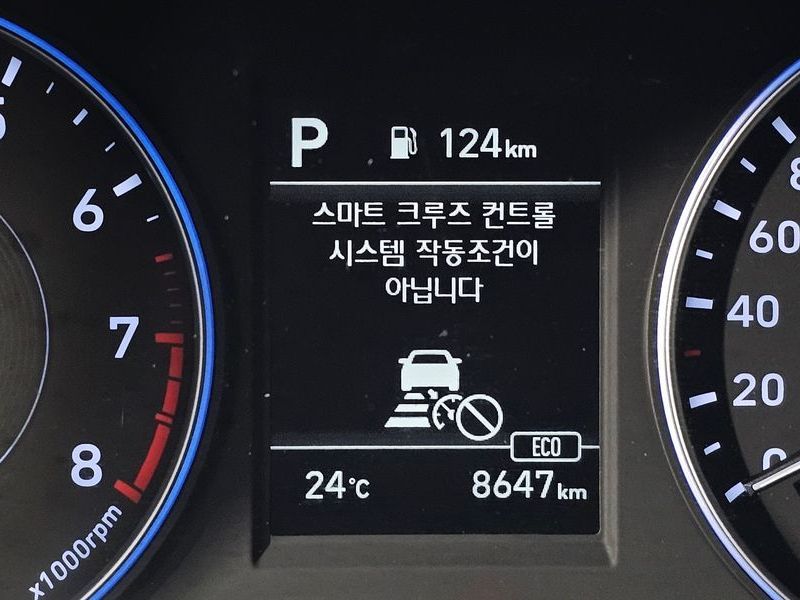 P 124km
스마트 크루즈 컨트롤
시스템 작동조건이
아닙니다
ECO
24°C 8647km
6
7
8
x1000rpm
60
40
20
0